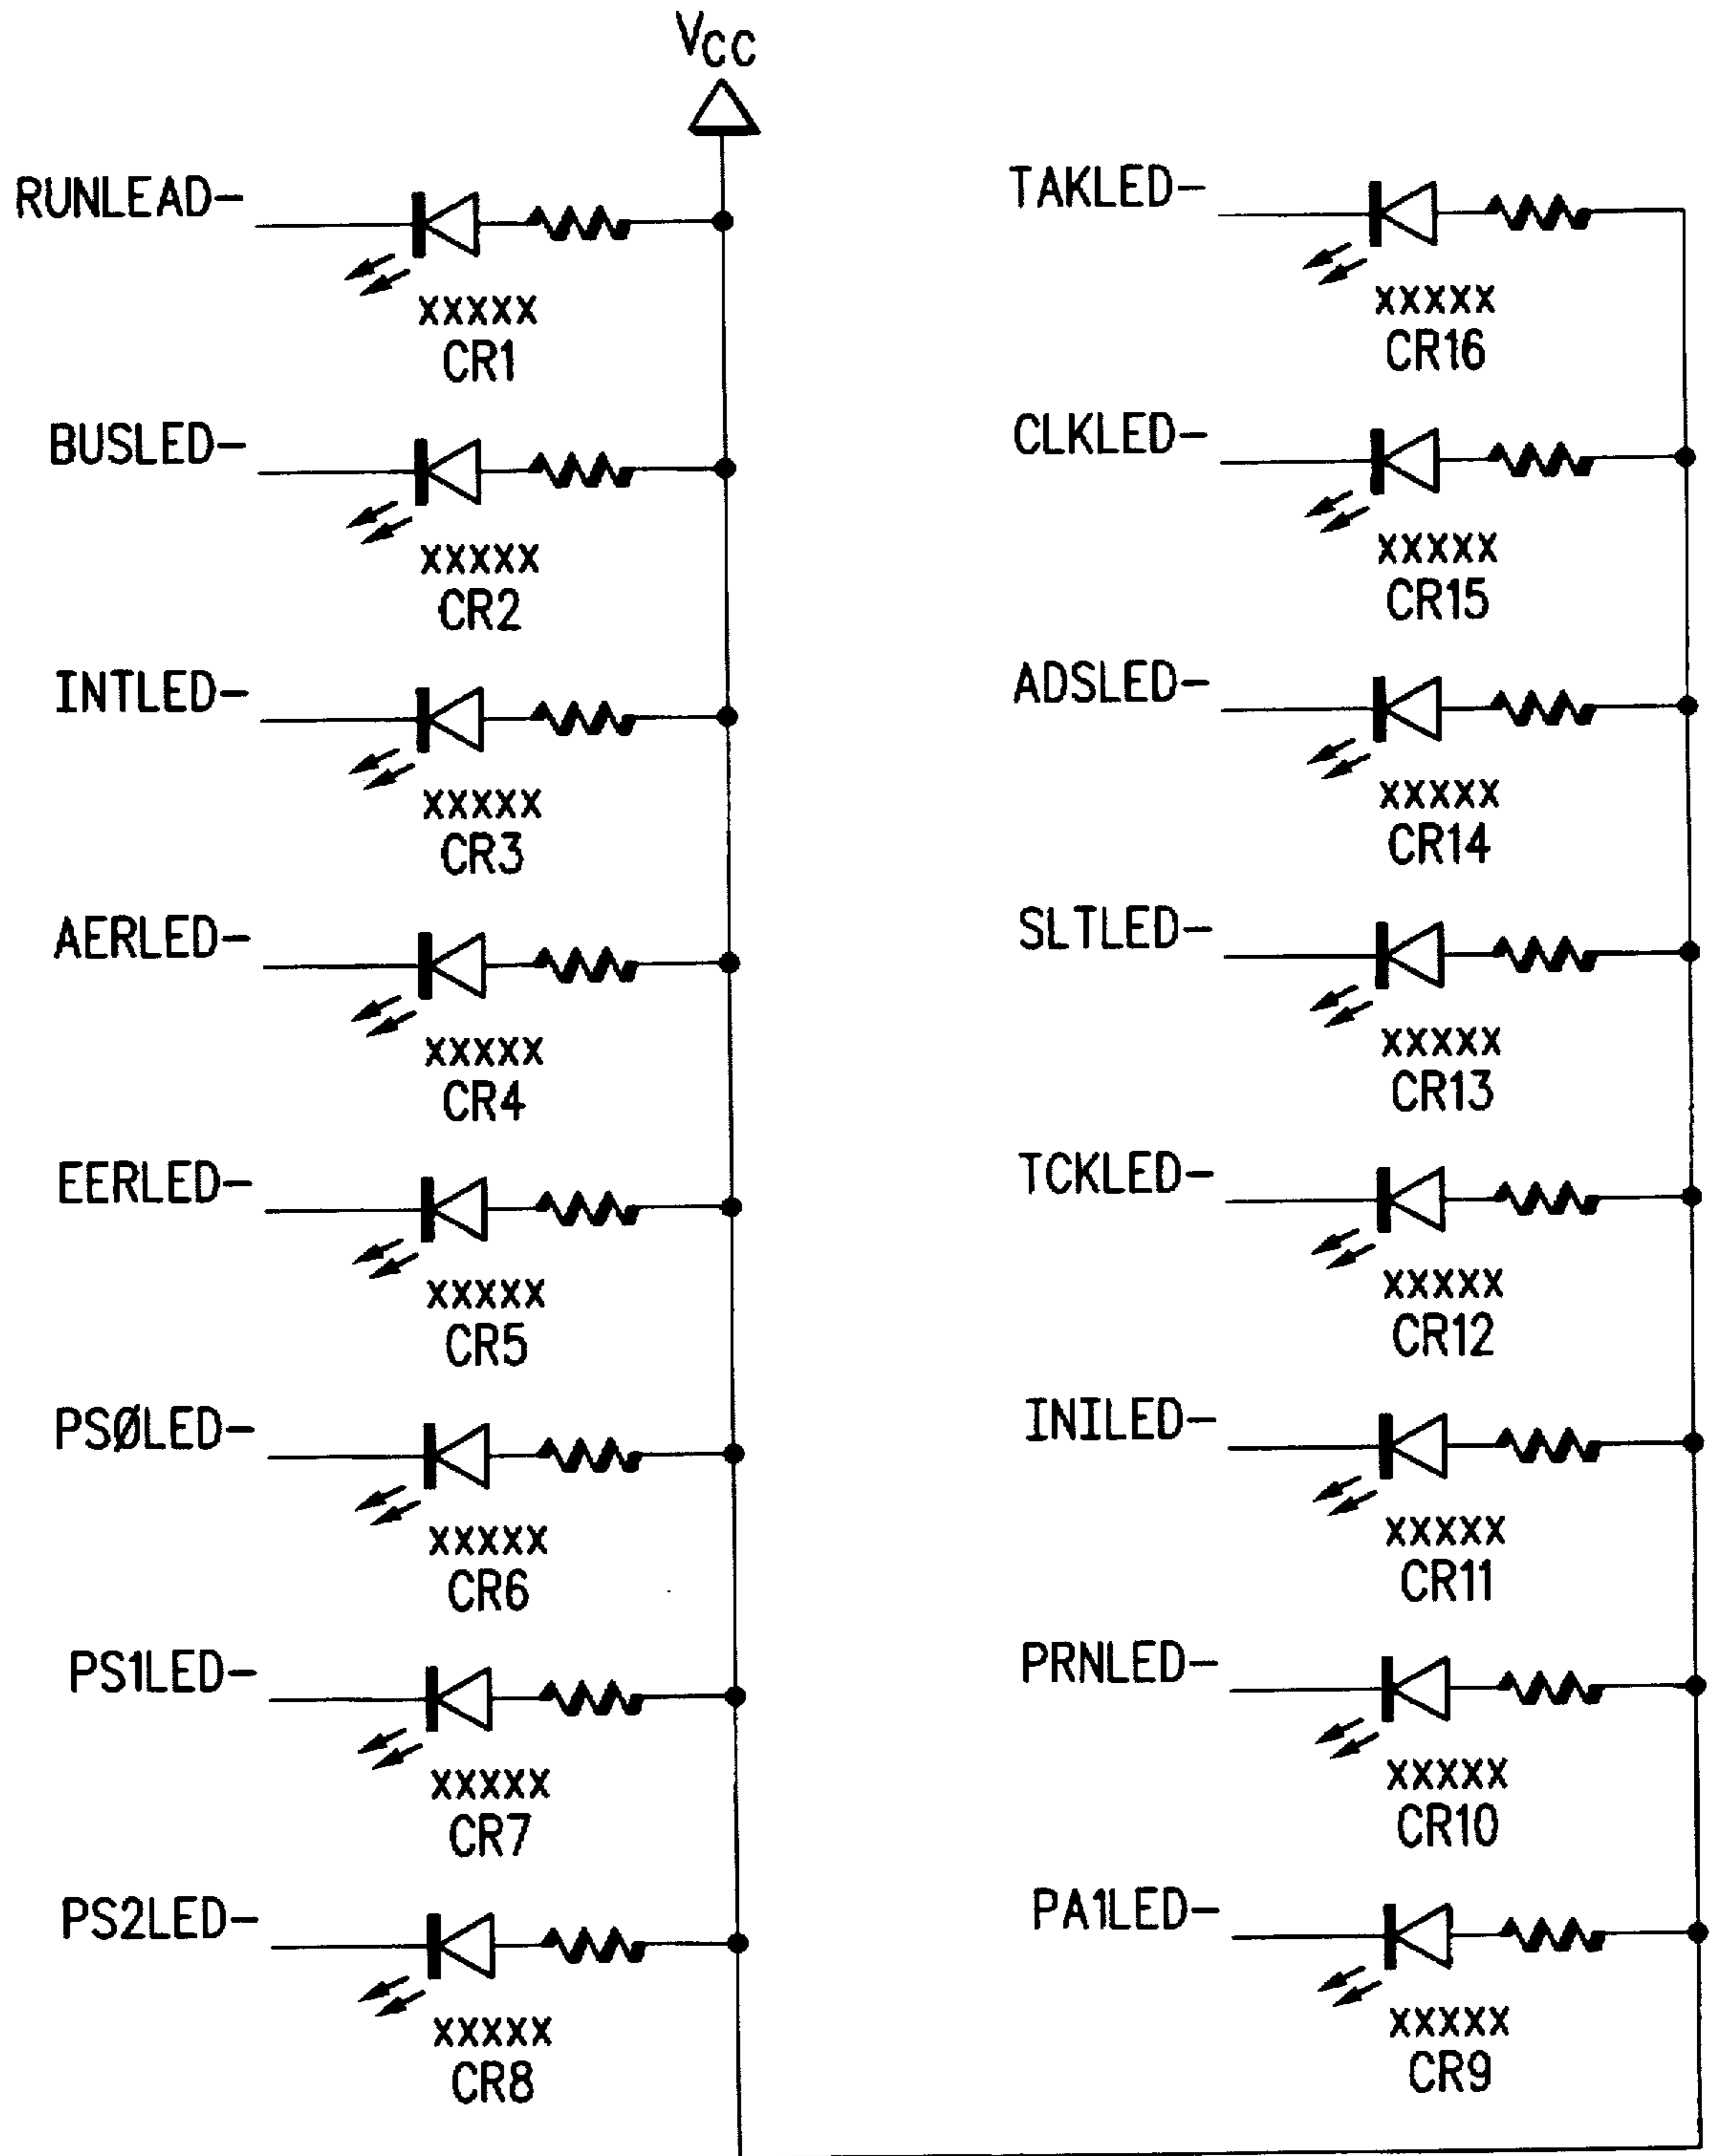 VCC
RUNLEAD-
XXXXX
CR1
BUSLED-
XXXXX
CR2
INTLED-
XXXXX
CR3
AERLED-
XXXXX
CR4
EERLED-
XXXXX
CR5
PSØLED-
XXXXX
CR6
PS1LED-
XXXXX
CR7
PS2LED-
XXXXX
CR8
TAKLED-
XXXXX
CR16
CLKLED-
XXXXX
CR15
ADSLED-
XXXXX
CR14
SLTLED-
XXXXX
CR13
TCKLED-
XXXXX
CR12
INILED-
XXXXX
CR11
PRNLED-
XXXXX
CR10
PA1LED-
XXXXX
CR9